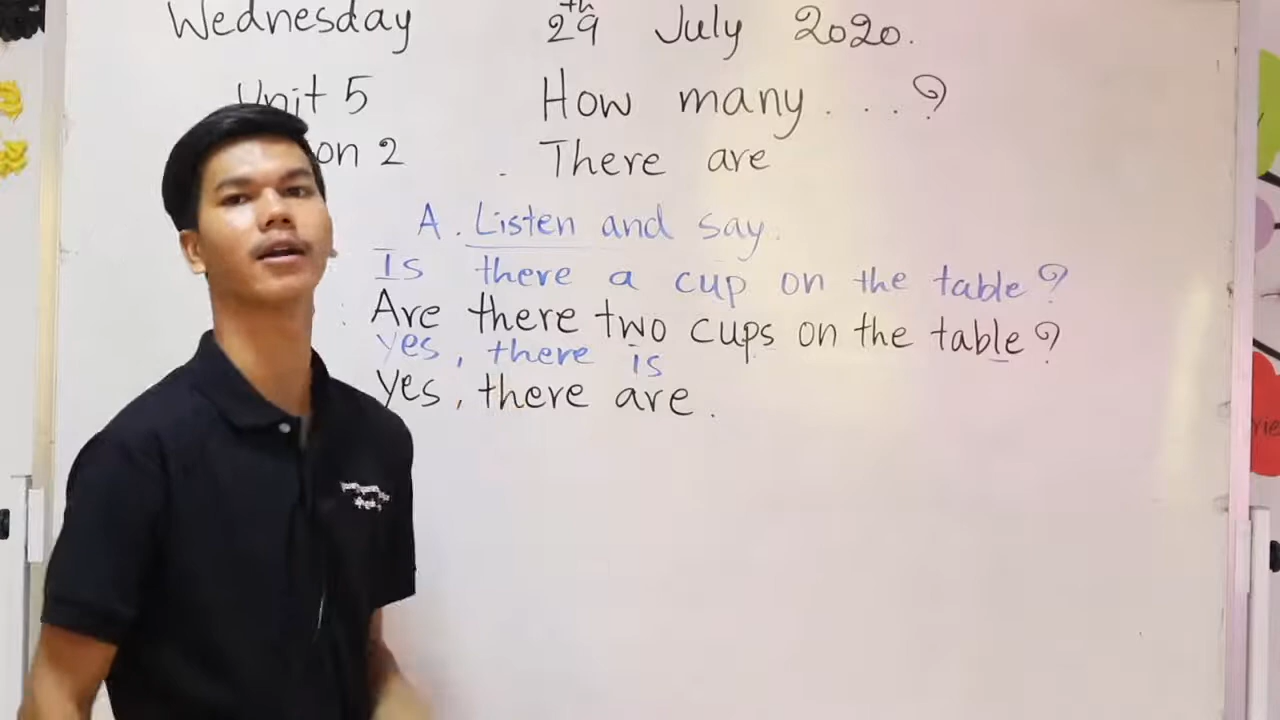 Wednesday 29th July 2020.
Unit 5 How many . . . ?
on 2 . There are
A. Listen and say.
Is there a cup on the table?
: Are there two cups on the table?
yes, there is
yes, there are.